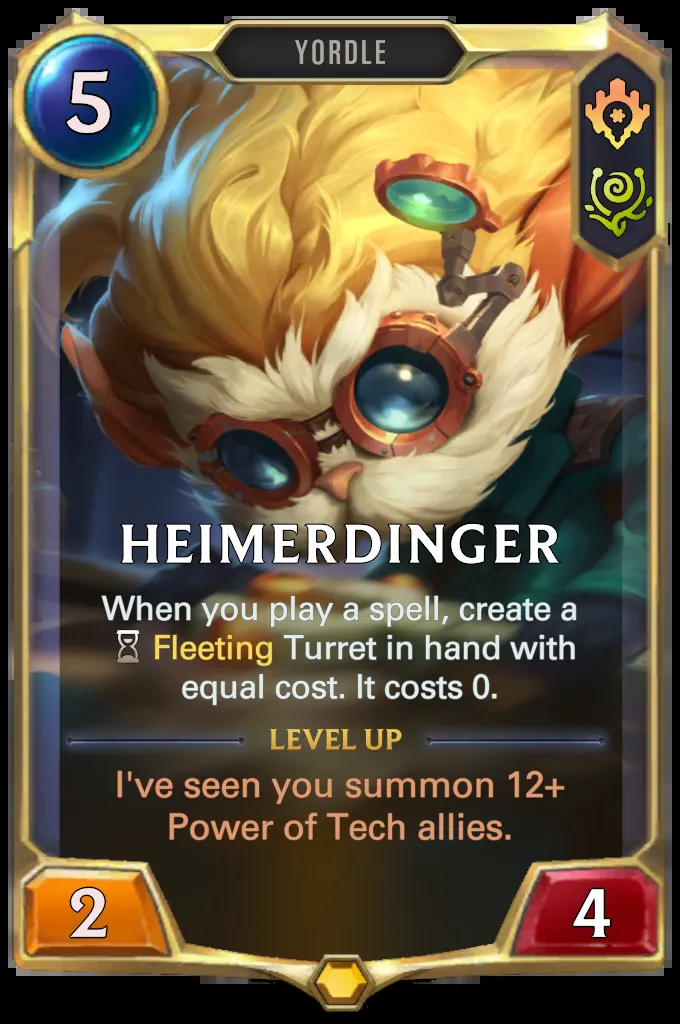 YORDLE
5
HEIMERDINGER
When you play a spell, create a
Fleeting Turret in hand with
equal cost. It costs 0.
LEVEL UP
I've seen you summon 12+
Power of Tech allies.
2
4